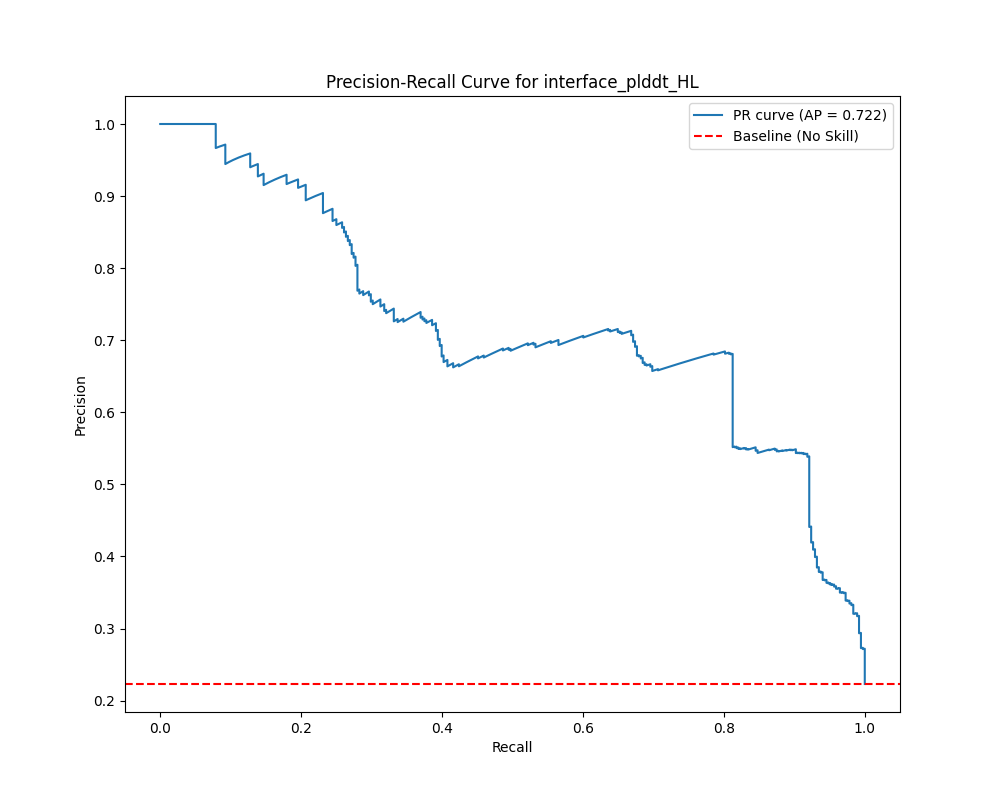 Precision-Recall Curve for interface_plddt_HL
PR curve (AP = 0.722)
Baseline (No Skill)
1.0
0.9
0.8
0.7
0.6
0.5
0.4
0.3
0.2
Precision
0.0 0.2 0.4 0.6 0.8 1.0
Recall